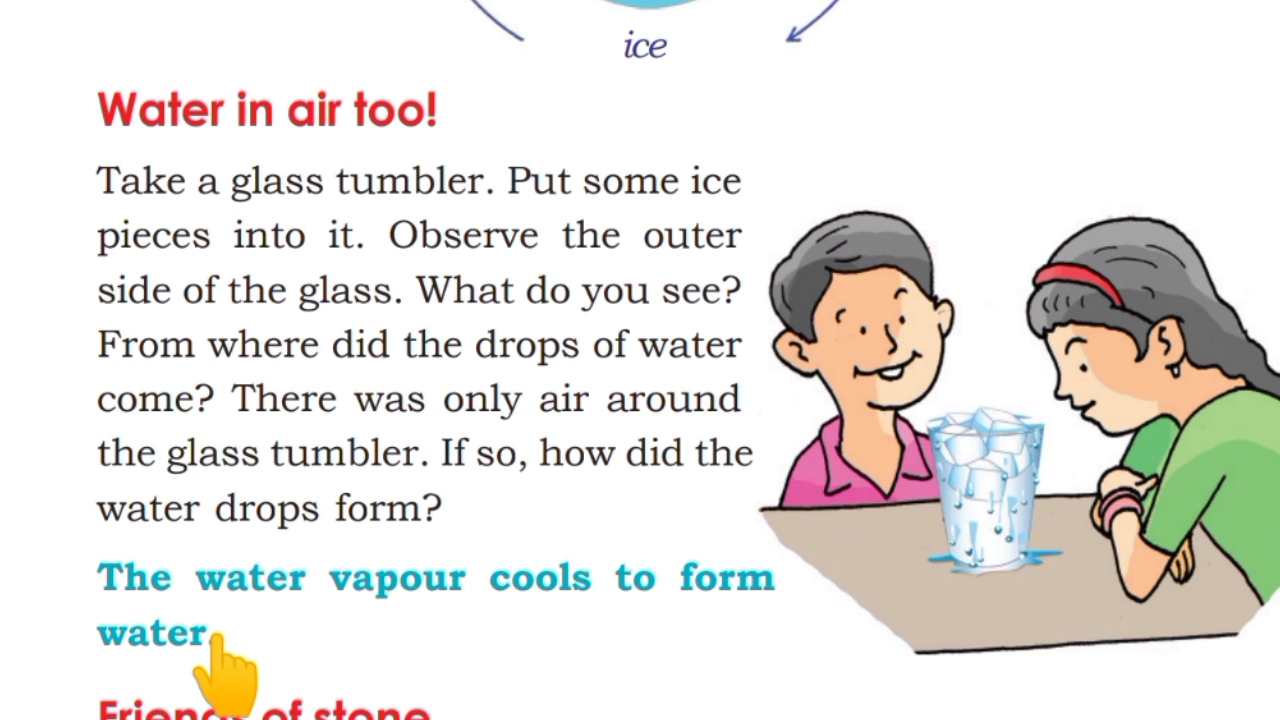 ice
Water in air too!
Take a glass tumbler. Put some ice
pieces into it. Observe the outer
side of the glass. What do you see?
From where did the drops of water
come? There was only air around
the glass tumbler. If so, how did the
water drops form?
The water vapour cools to form
water.
Friends of stone